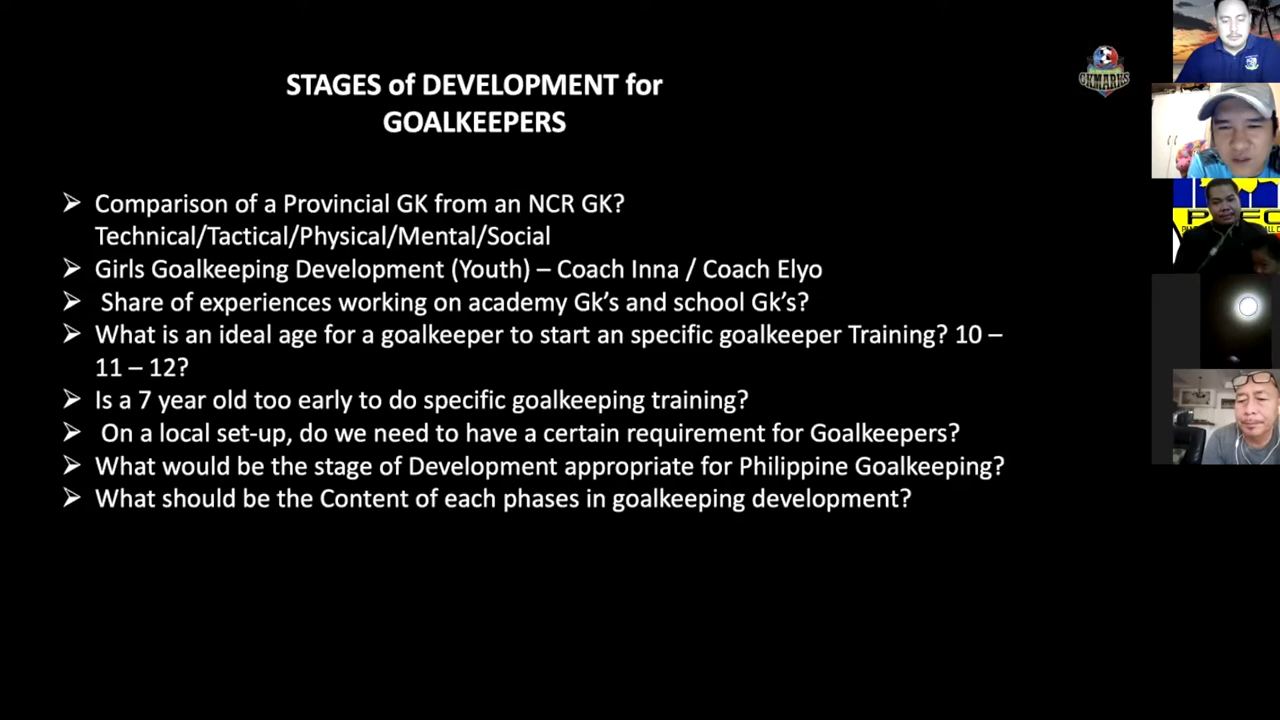 STAGES of DEVELOPMENT for
GOALKEEPERS
GKMARKS
➢ Comparison of a Provincial GK from an NCR GK?
Technical/Tactical/Physical/Mental/Social
➢ Girls Goalkeeping Development (Youth) – Coach Inna / Coach Elyo
➢ Share of experiences working on academy Gk’s and school Gk’s?
➢ What is an ideal age for a goalkeeper to start an specific goalkeeper Training? 10 –
11 – 12?
➢ Is a 7 year old too early to do specific goalkeeping training?
➢ On a local set-up, do we need to have a certain requirement for Goalkeepers?
➢ What would be the stage of Development appropriate for Philippine Goalkeeping?
➢ What should be the Content of each phases in goalkeeping development?